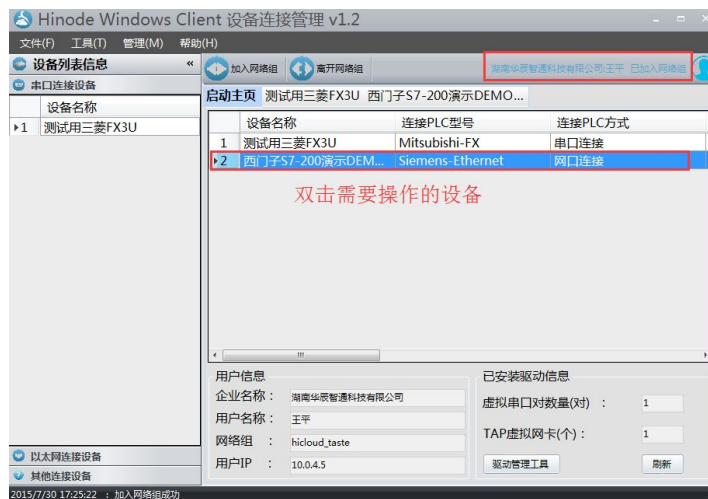 Hinode Windows Client 设备连接管理 v1.2
文件(F) 工具(T) 管理(M) 帮助(H)
设备列表信息 «
串口连接设备
设备名称
1 测试用三菱FX3U
以太网连接设备
其他连接设备
加入网络组 离开网络组 湖南华辰智通科技有限公司:王平 已加入网络组
启动主页 测试用三菱FX3U 西门子S7-200演示DEMO...
设备名称 连接PLC型号 连接PLC方式
1 测试用三菱FX3U Mitsubishi-FX 串口连接
2 西门子S7-200演示DEM... Siemens-Ethernet 网口连接
双击需要操作的设备
用户信息
企业名称: 湖南华辰智通科技有限公司
用户名称: 王平
网络组 : hicloud_taste
用户IP : 10.0.4.5
已安装驱动信息
虚拟串口对数量(对) : 1
TAP虚拟网卡(个): 1
驱动管理工具 刷新
2015/7/30 17:25:22 : 加入网络组成功